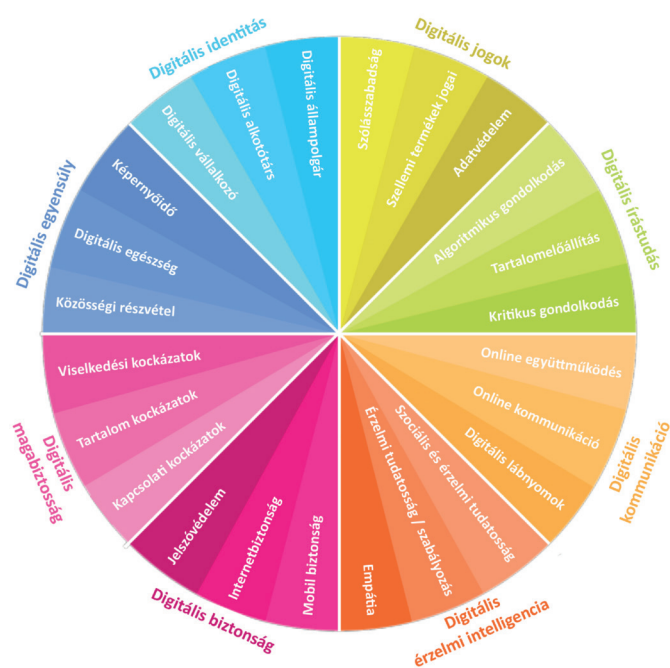 Digitális identitás
Digitális állampolgár
Digitális alkotótárs
Digitális vállalkozó
Digitális jogok
Szólásszabadság
Szellemi termékek jogai
Adatvédelem
Digitális írástudás
Algoritmikus gondolkodás
Tartalomelőállítás
Kritikus gondolkodás
Digitális
kommunikáció
Online együttműködés
Online kommunikáció
Digitális lábnyomok
Digitális
érzelmi intelligencia
Szociális és érzelmi tudatosság
Érzelmi tudatosság / szabályozás
Empátia
Digitális biztonság
Mobil biztonság
Internetbiztonság
Jelszóvédelem
Digitális
magabiztosság
Kapcsolati kockázatok
Tartalom kockázatok
Viselkedési kockázatok
Digitális egyensúly
Közösségi részvétel
Digitális egészség
Képernyőidő